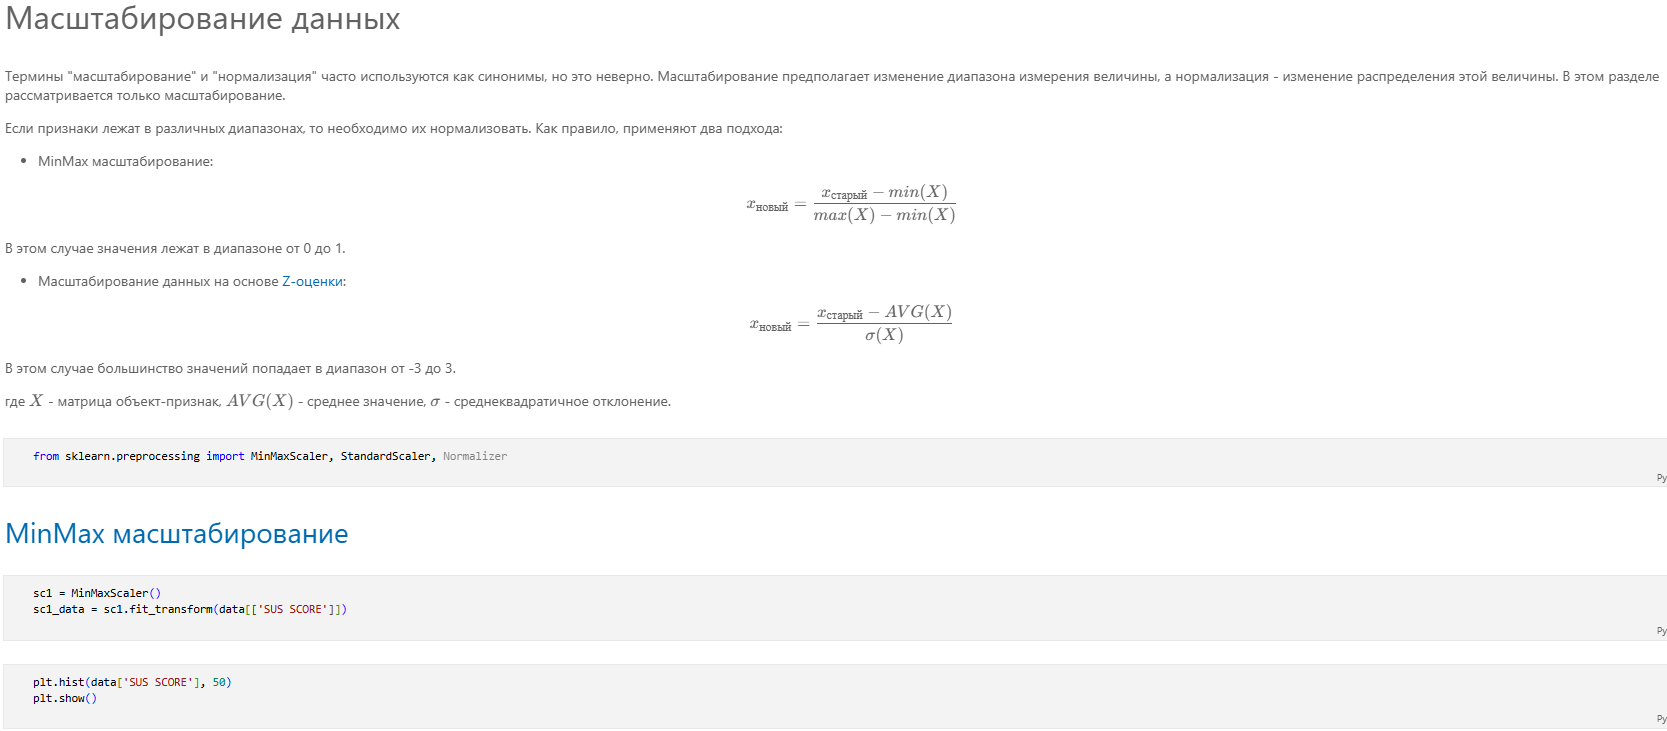 Масштабирование данных
Термины "масштабирование" и "нормализация" часто используются как синонимы, но это неверно. Масштабирование предполагает изменение диапазона измерения величины, а нормализация - изменение распределения этой величины. В этом разделе
рассматривается только масштабирование.
Если признаки лежат в различных диапазонах, то необходимо их нормализовать. Как правило, применяют два подхода:
• MinMax масштабирование:
x_новый = (x_старый − min(X)) / (max(X) − min(X))
В этом случае значения лежат в диапазоне от 0 до 1.
• Масштабирование данных на основе Z-оценки:
x_новый = (x_старый − AVG(X)) / σ(X)
В этом случае большинство значений попадает в диапазон от -3 до 3.
где X - матрица объект-признак, AVG(X) - среднее значение, σ - среднеквадратичное отклонение.
from sklearn.preprocessing import MinMaxScaler, StandardScaler, Normalizer
Py
MinMax масштабирование
sc1 = MinMaxScaler()
sc1_data = sc1.fit_transform(data[['SUS SCORE']])
Py
plt.hist(data['SUS SCORE'], 50)
plt.show()
Py